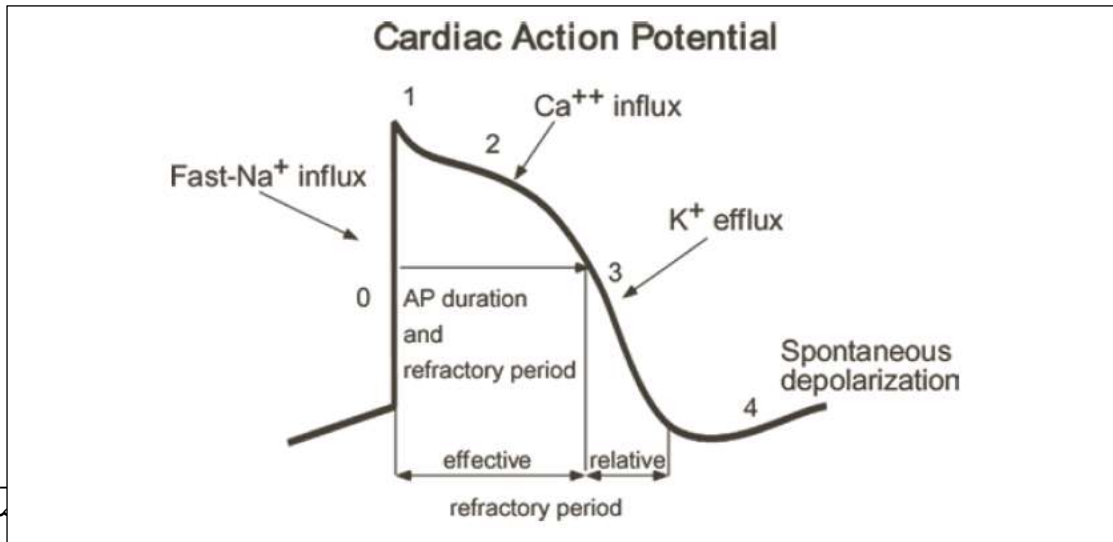 Cardiac Action Potential
1
Ca++ influx
2
Fast-Na+ influx
K+ efflux
3
0
AP duration
and
refractory period
Spontaneous
depolarization
4
effective
relative
refractory period